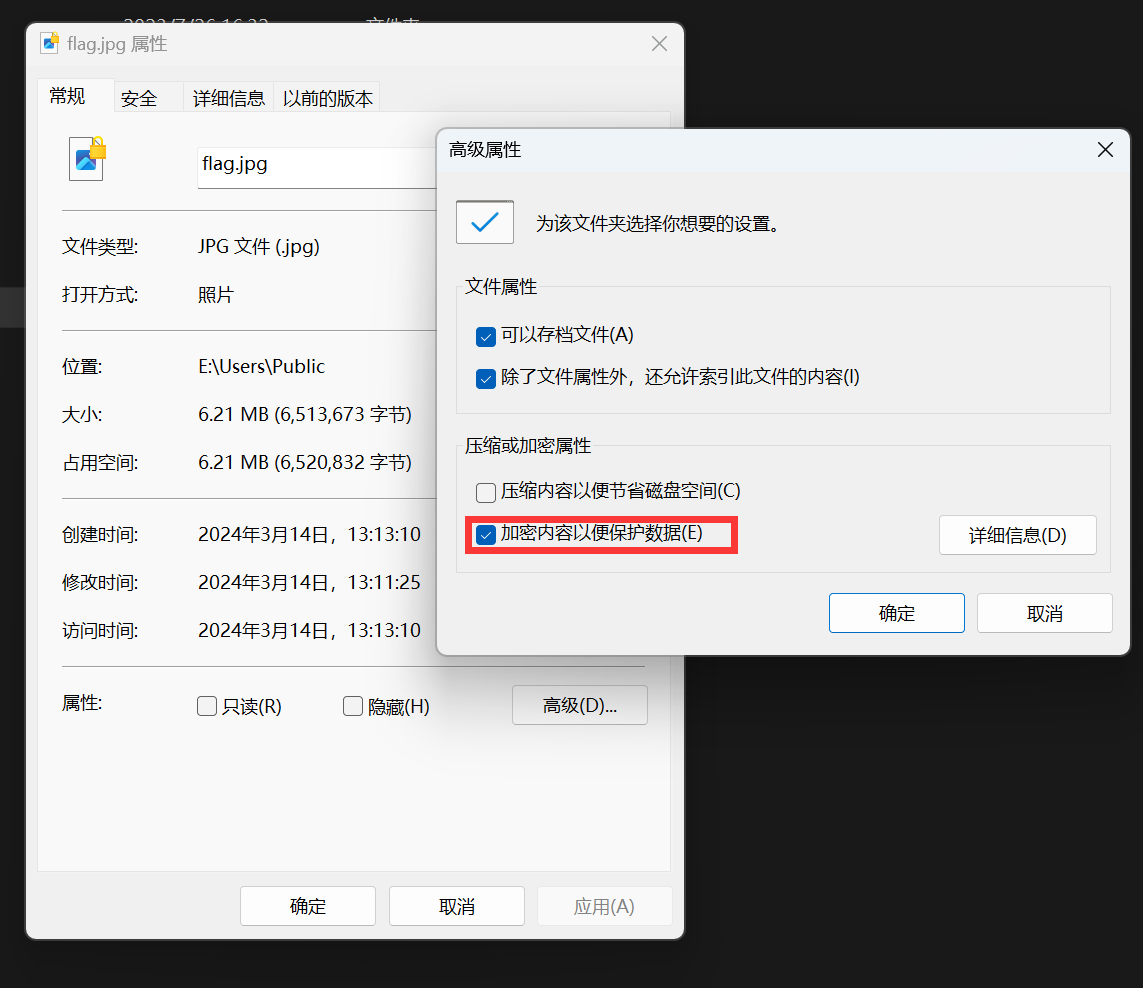 flag.jpg 属性
常规 安全 详细信息 以前的版本
flag.jpg
文件类型: JPG 文件 (.jpg)
打开方式: 照片
位置: E:\Users\Public
大小: 6.21 MB (6,513,673 字节)
占用空间: 6.21 MB (6,520,832 字节)
创建时间: 2024年3月14日，13:13:10
修改时间: 2024年3月14日，13:11:25
访问时间: 2024年3月14日，13:13:10
属性: 只读(R) 隐藏(H) 高级(D)...
确定 取消 应用(A)
高级属性
为该文件夹选择你想要的设置。
文件属性
可以存档文件(A)
除了文件属性外，还允许索引此文件的内容(I)
压缩或加密属性
压缩内容以便节省磁盘空间(C)
加密内容以便保护数据(E) 详细信息(D)
确定 取消